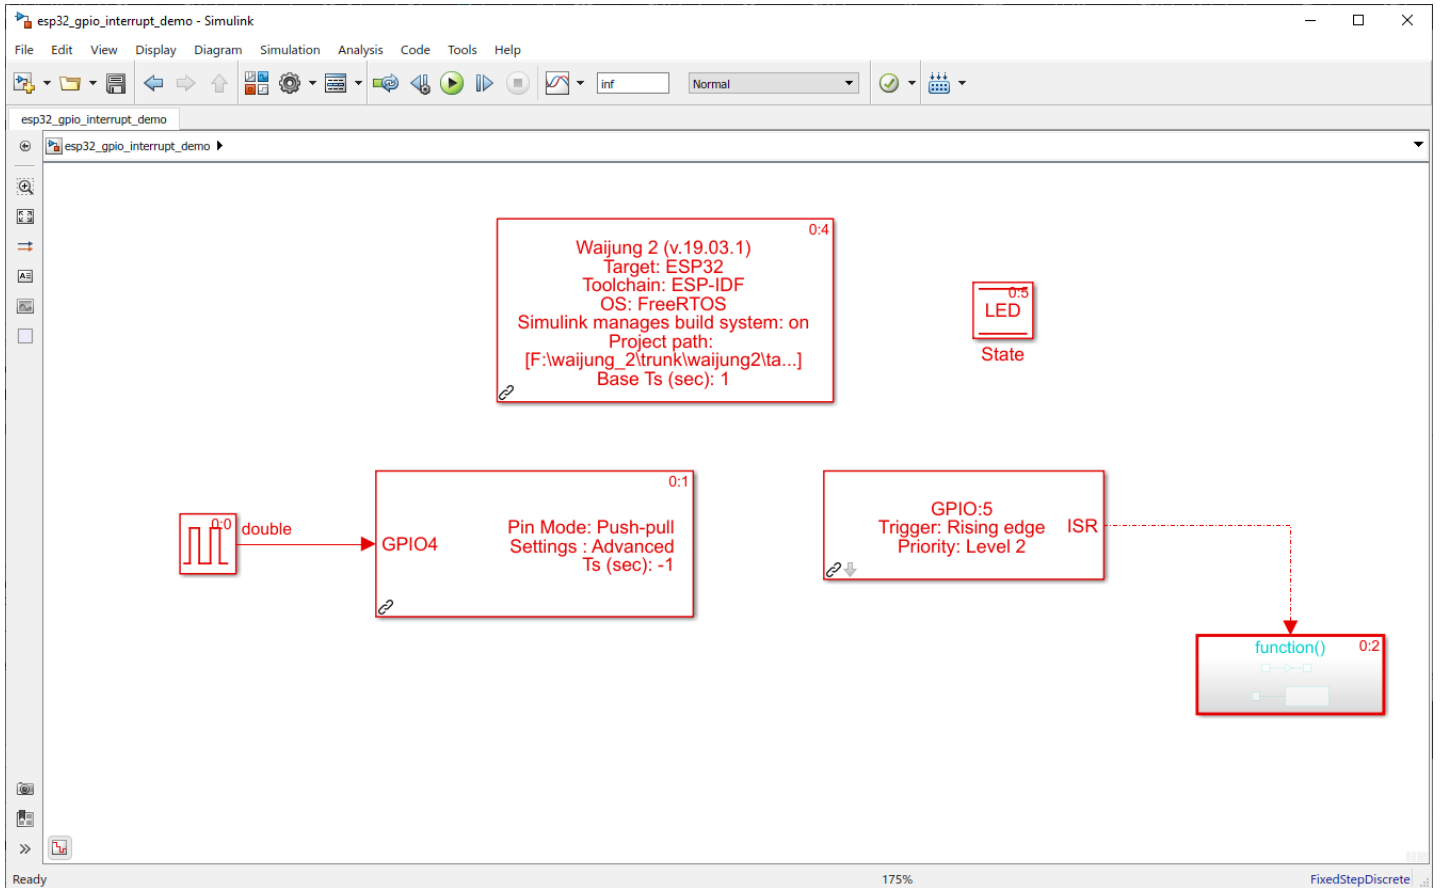 esp32_gpio_interrupt_demo - Simulink
File Edit View Display Diagram Simulation Analysis Code Tools Help
inf Normal
esp32_gpio_interrupt_demo
esp32_gpio_interrupt_demo
0:4
Waijung 2 (v.19.03.1)
Target: ESP32
Toolchain: ESP-IDF
OS: FreeRTOS
Simulink manages build system: on
Project path:
[F:\waijung_2\trunk\waijung2\ta...]
Base Ts (sec): 1
0:5
LED
State
0:0
double
0:1
GPIO4
Pin Mode: Push-pull
Settings : Advanced
Ts (sec): -1
GPIO:5
Trigger: Rising edge
Priority: Level 2
ISR
function()
0:2
Ready 175% FixedStepDiscrete